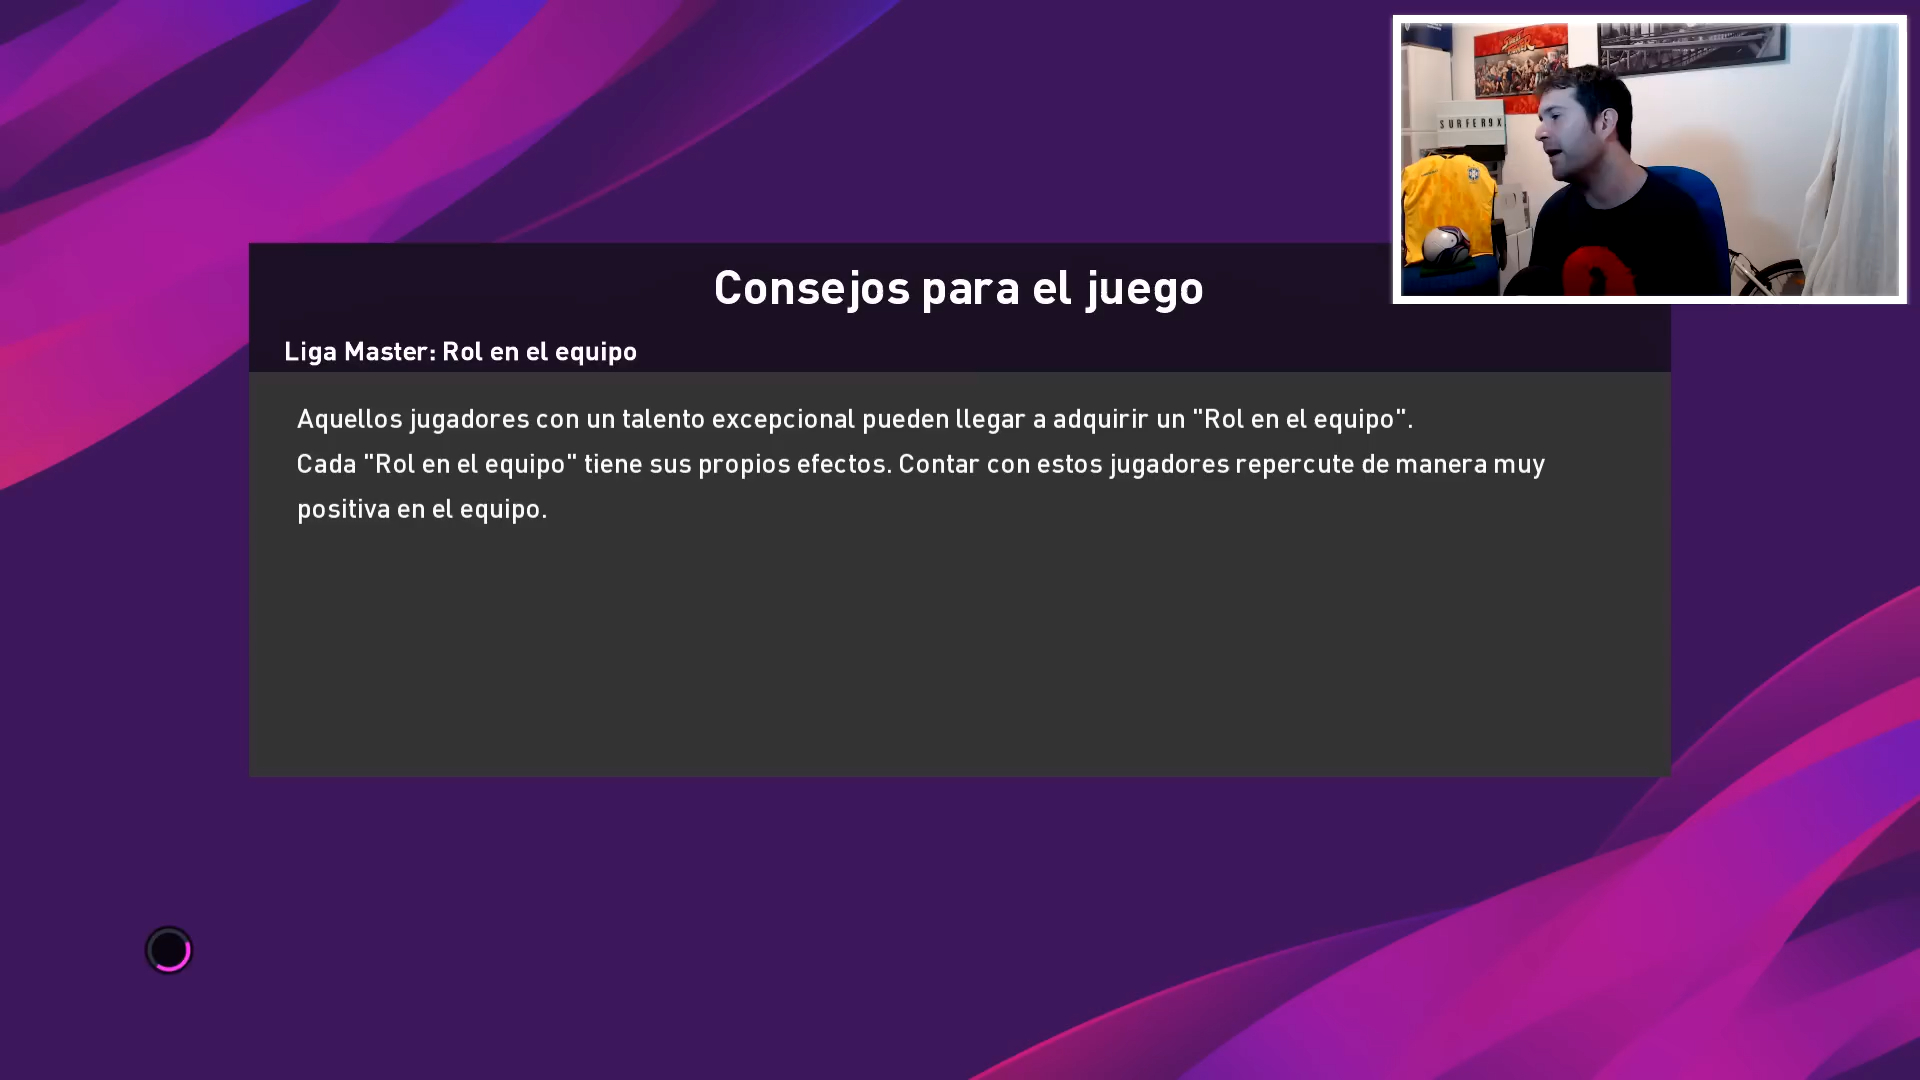 Consejos para el juego
Liga Master: Rol en el equipo
Aquellos jugadores con un talento excepcional pueden llegar a adquirir un "Rol en el equipo".
Cada "Rol en el equipo" tiene sus propios efectos. Contar con estos jugadores repercute de manera muy
positiva en el equipo.
SURFER9X